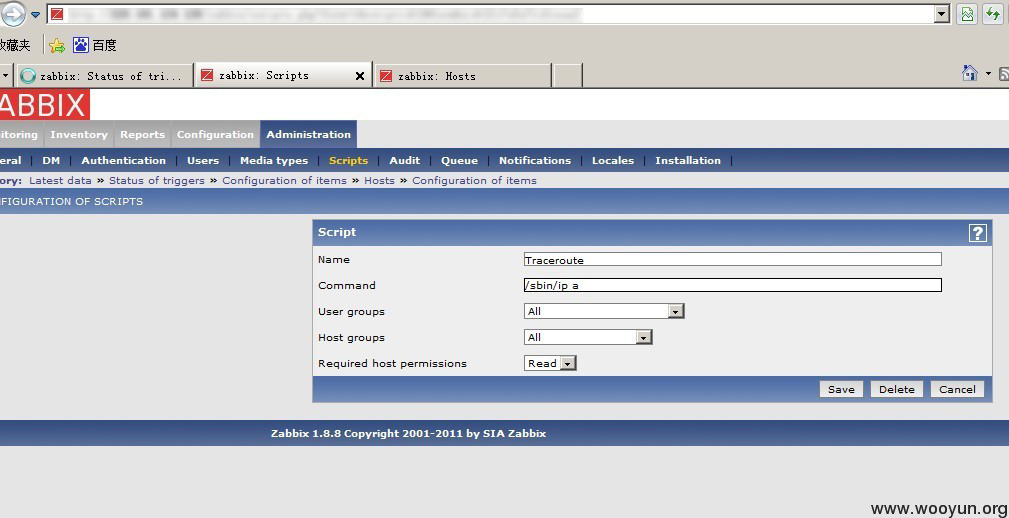 收藏夹 百度
zabbix: Status of tri... zabbix: Scripts zabbix: Hosts
ABBIX
itoring Inventory Reports Configuration Administration
eral | DM | Authentication | Users | Media types | Scripts | Audit | Queue | Notifications | Locales | Installation |
ory: Latest data » Status of triggers » Configuration of items » Hosts » Configuration of items
FIGURATION OF SCRIPTS
Script ?
Name Traceroute
Command /sbin/ip a
User groups All
Host groups All
Required host permissions Read
Save Delete Cancel
Zabbix 1.8.8 Copyright 2001-2011 by SIA Zabbix
www.wooyun.org